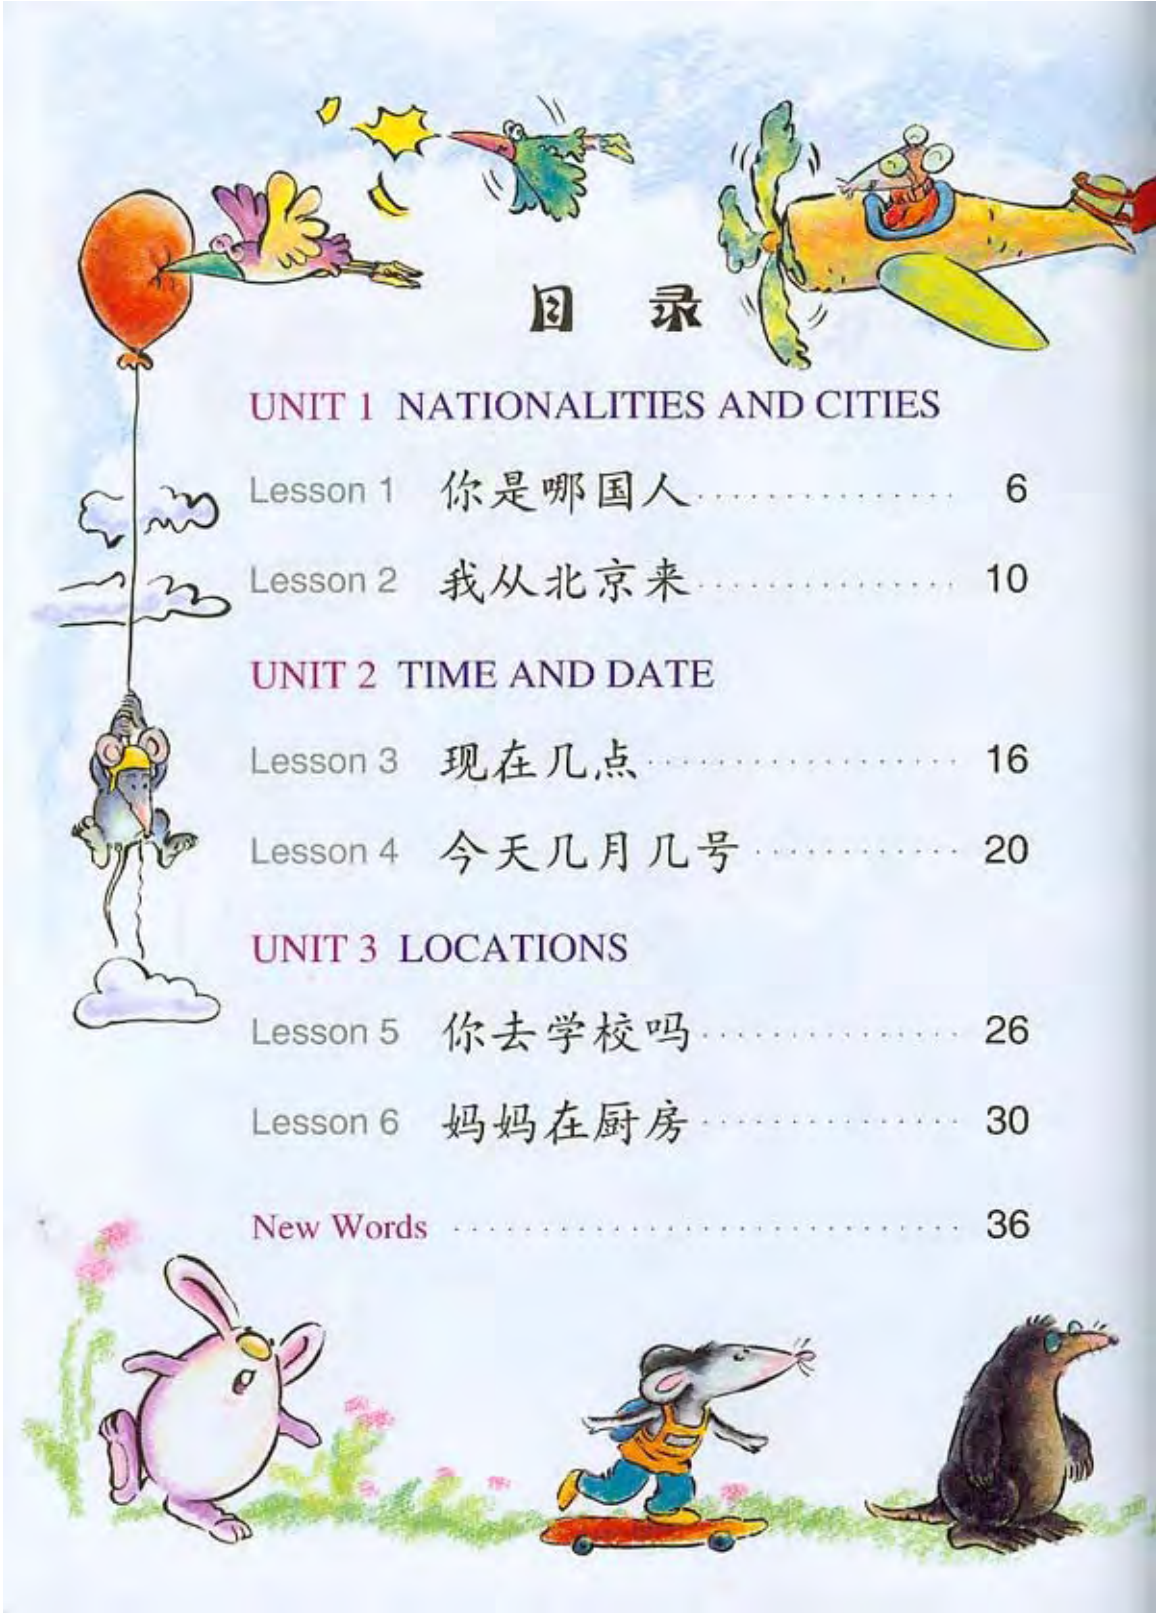 目 录
UNIT 1 NATIONALITIES AND CITIES
Lesson 1 你是哪国人 ................ 6
Lesson 2 我从北京来 ................ 10
UNIT 2 TIME AND DATE
Lesson 3 现在几点 ................... 16
Lesson 4 今天几月几号 ............ 20
UNIT 3 LOCATIONS
Lesson 5 你去学校吗 ................ 26
Lesson 6 妈妈在厨房 ................ 30
New Words .............................. 36